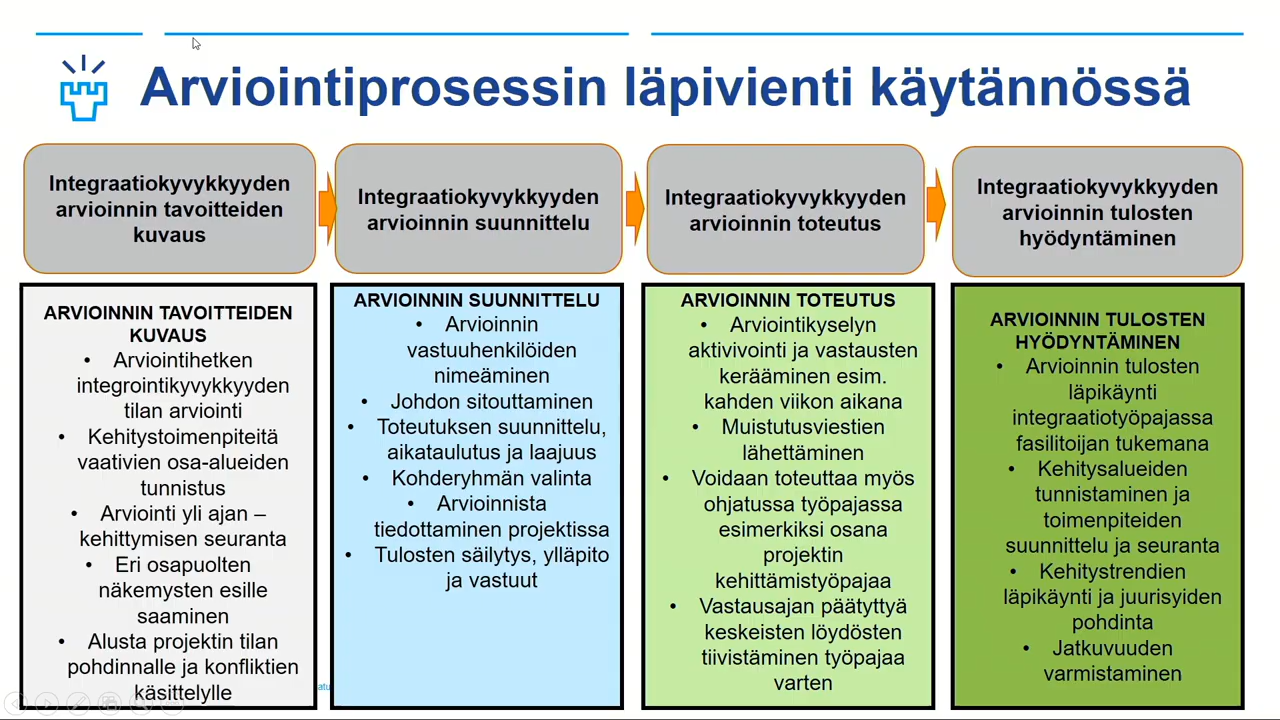 Arviointiprosessin läpivienti käytännössä
Integraatiokyvykkyyden
arvioinnin tavoitteiden
kuvaus
Integraatiokyvykkyyden
arvioinnin suunnittelu
Integraatiokyvykkyyden
arvioinnin toteutus
Integraatiokyvykkyyden
arvioinnin tulosten
hyödyntäminen
ARVIOINNIN TAVOITTEIDEN
KUVAUS
• Arviointihetken
integrointikyvykkyyden
tilan arviointi
• Kehitystoimenpiteitä
vaativien osa-alueiden
tunnistus
• Arviointi yli ajan –
kehittymisen seuranta
• Eri osapuolten
näkemysten esille
saaminen
• Alusta projektin tilan
pohdinnalle ja konfliktien
käsittelylle
ARVIOINNIN SUUNNITTELU
• Arvioinnin
vastuuhenkilöiden
nimeäminen
• Johdon sitouttaminen
• Toteutuksen suunnittelu,
aikataulutus ja laajuus
• Kohderyhmän valinta
• Arvioinnista
tiedottaminen projektissa
• Tulosten säilytys, ylläpito
ja vastuut
ARVIOINNIN TOTEUTUS
• Arviointikyselyn
aktivivointi ja vastausten
kerääminen esim.
kahden viikon aikana
• Muistutusviestien
lähettäminen
• Voidaan toteuttaa myös
ohjatussa työpajassa
esimerkiksi osana
projektin
kehittämistyöpajaa
• Vastausajan päätyttyä
keskeisten löydösten
tiivistäminen työpajaa
varten
ARVIOINNIN TULOSTEN
HYÖDYNTÄMINEN
• Arvioinnin tulosten
läpikäynti
integraatiotyöpajassa
fasilitoijan tukemana
• Kehitysalueiden
tunnistaminen ja
toimenpiteiden
suunnittelu ja seuranta
• Kehitystrendien
läpikäynti ja juurisyiden
pohdinta
• Jatkuvuuden
varmistaminen